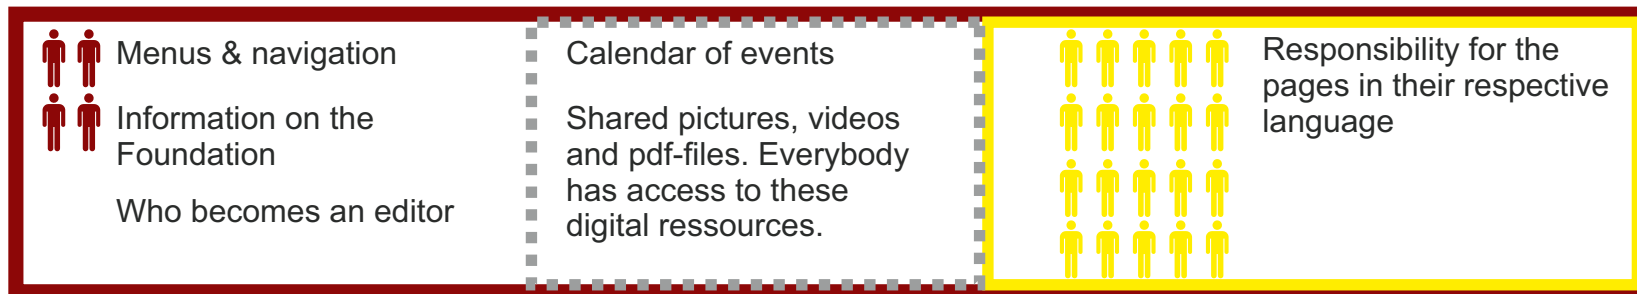 Menus & navigation
Information on the
Foundation
Who becomes an editor
Calendar of events
Shared pictures, videos
and pdf-files. Everybody
has access to these
digital ressources.
Responsibility for the
pages in their respective
language